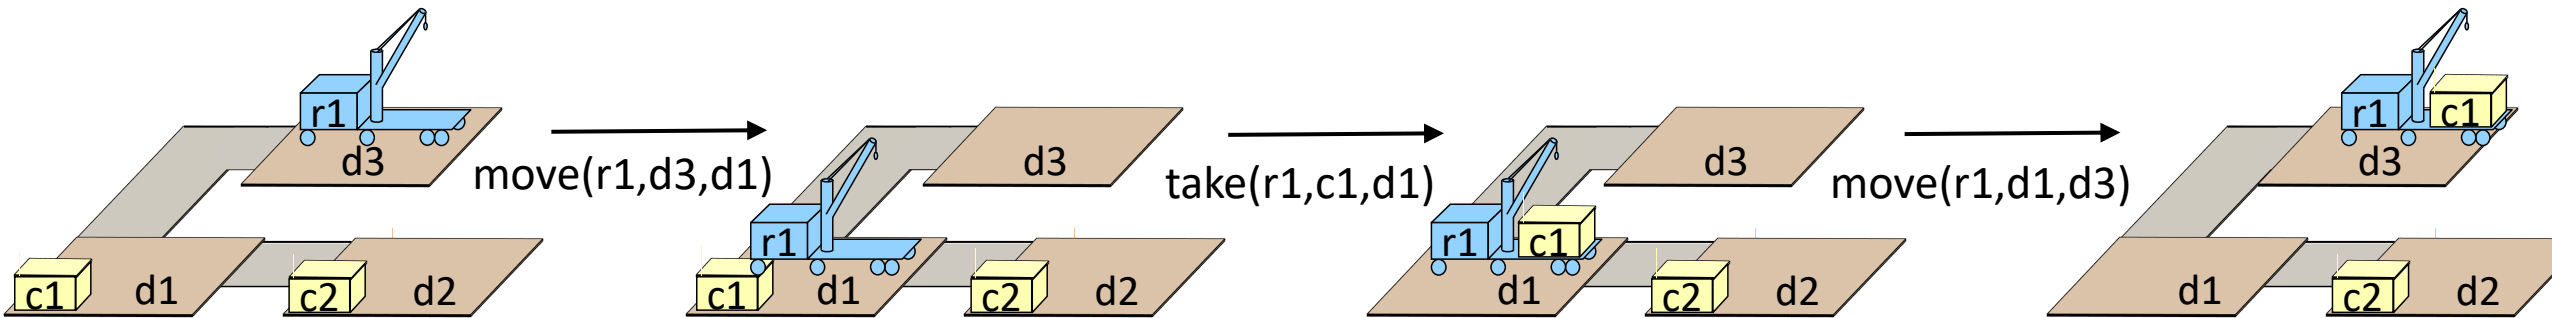 r1
d3
c1
d1
c2
d2
move(r1,d3,d1)
d3
r1
c1
d1
c2
d2
take(r1,c1,d1)
d3
r1
c1
d1
c2
d2
move(r1,d1,d3)
r1
c1
d3
d1
c2
d2